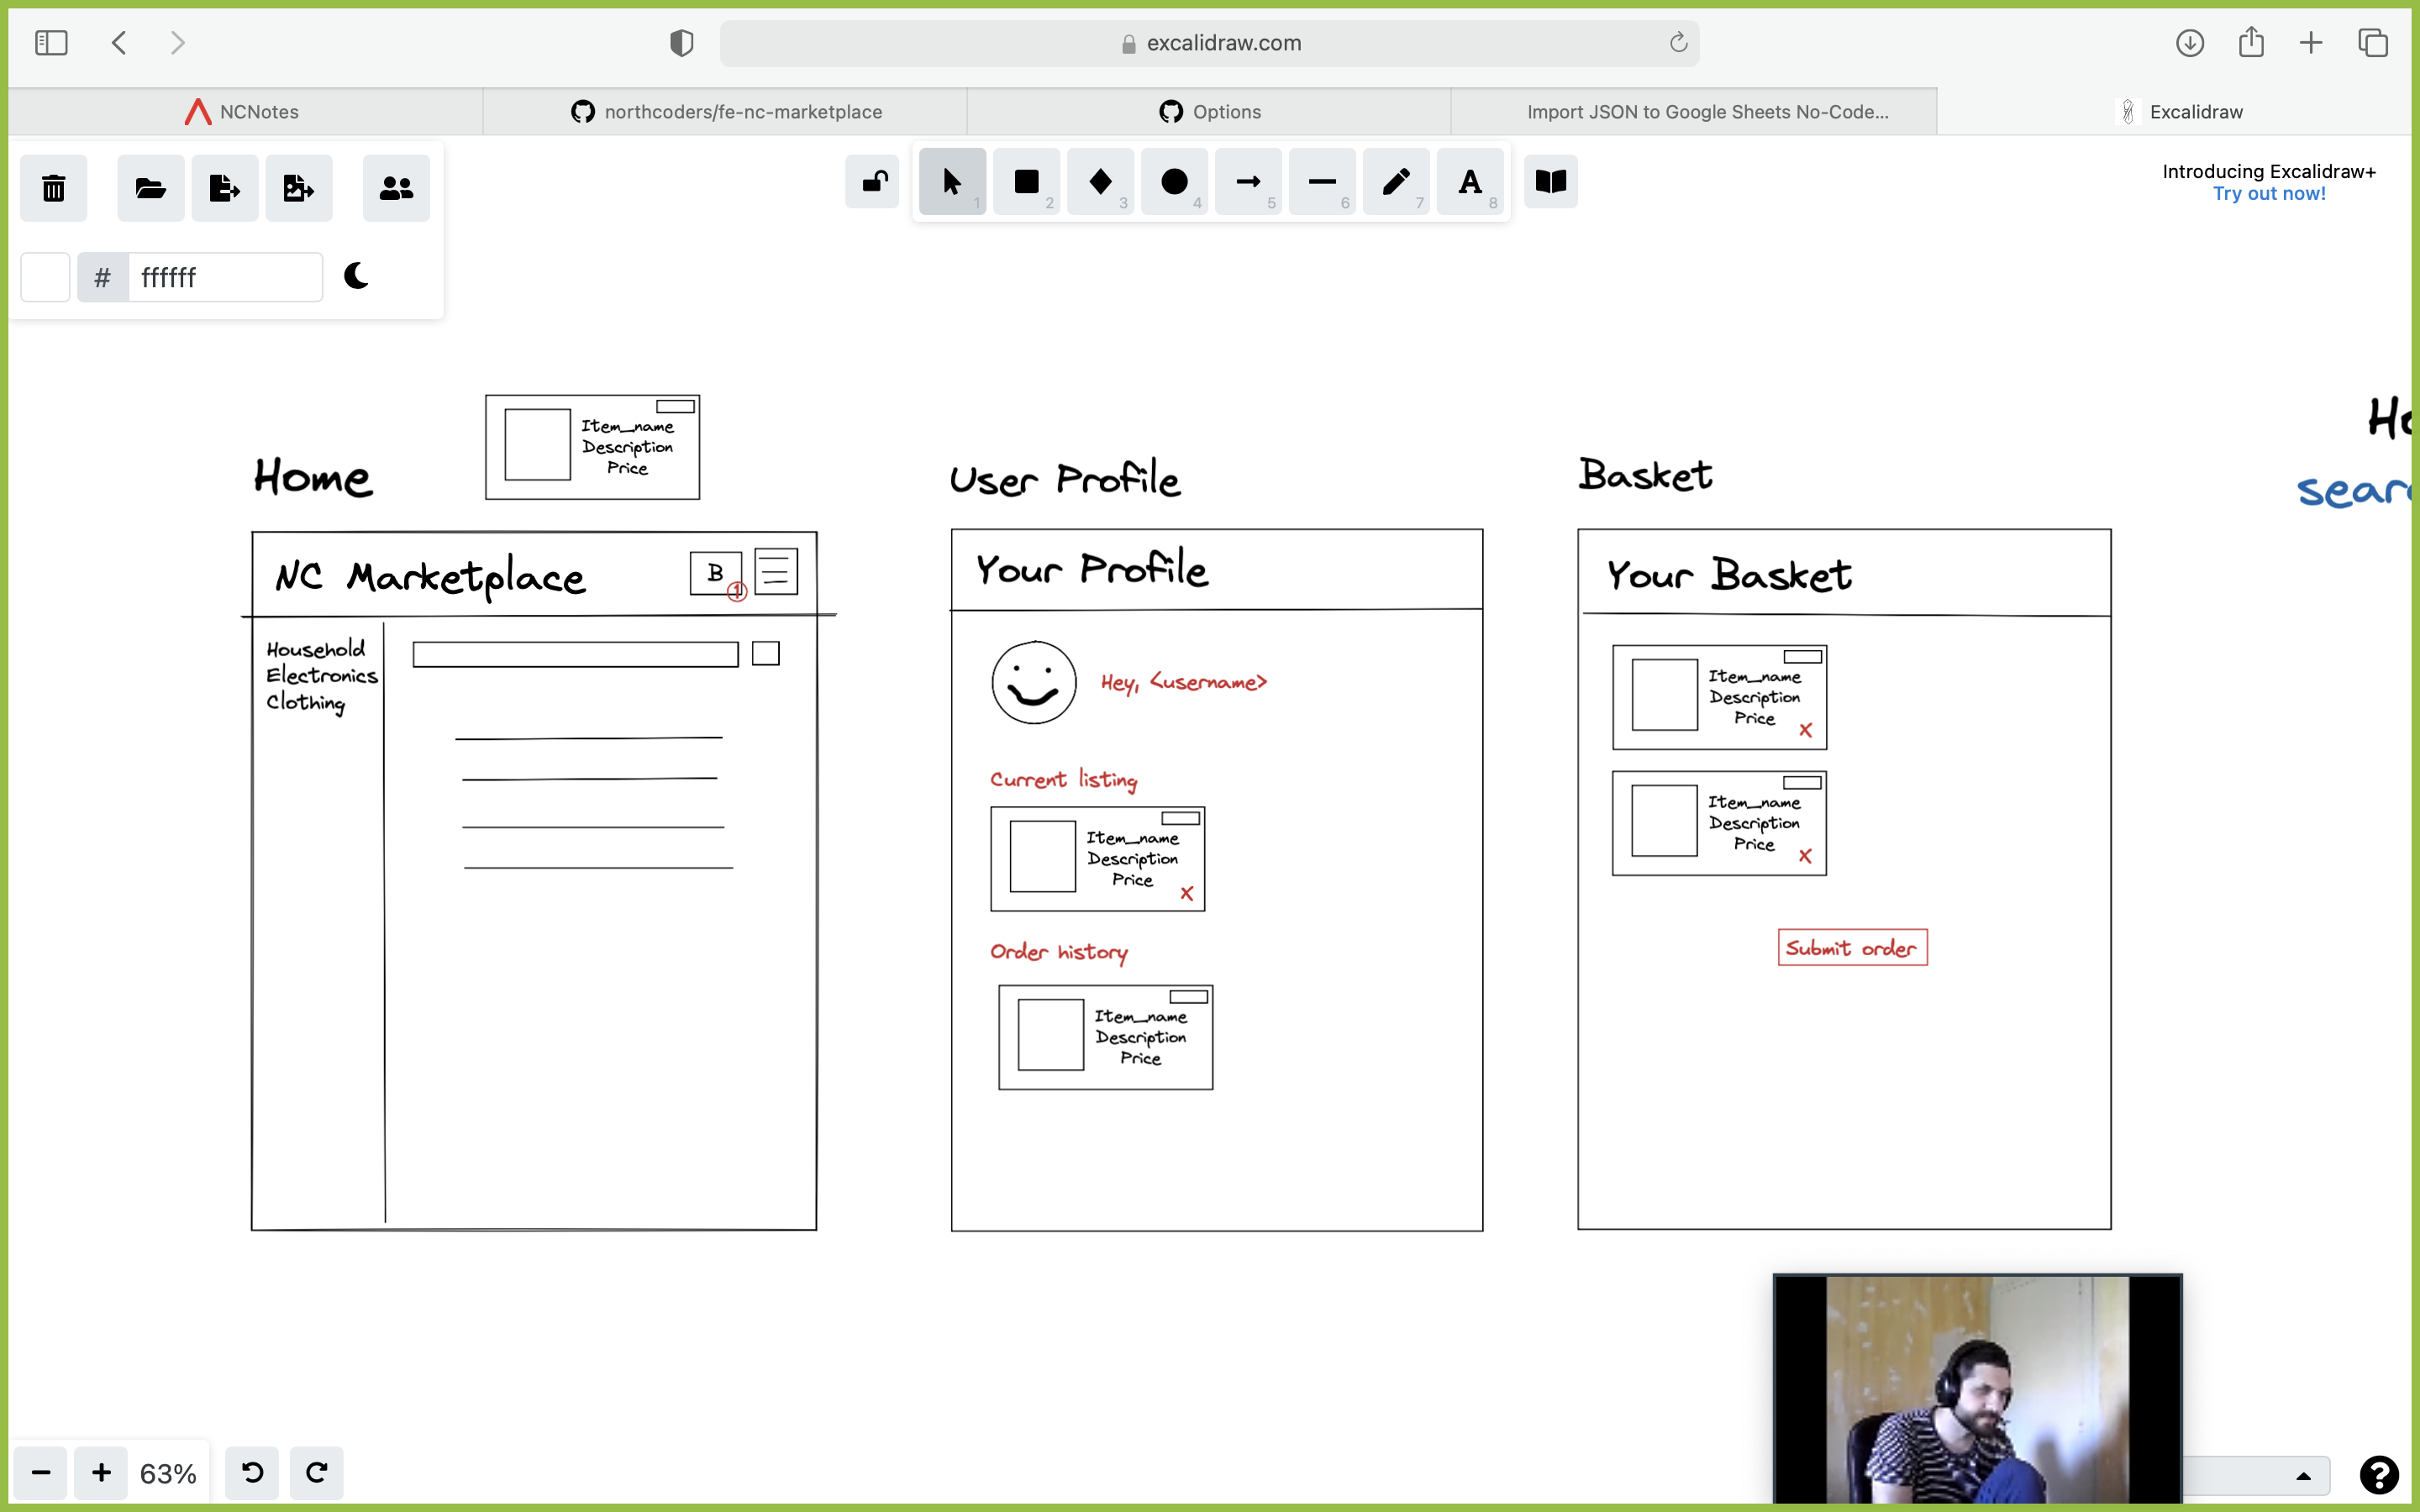 excalidraw.com
NCNotes
northcoders/fe-nc-marketplace
Options
Import JSON to Google Sheets No-Code...
Excalidraw
1
2
3
4
5
6
7
8
Introducing Excalidraw+
Try out now!
# ffffff
Home
Item_name
Description
Price
NC Marketplace
B
1
Household
Electronics
Clothing
User Profile
Your Profile
Hey, <username>
Current listing
Item_name
Description
Price
X
Order history
Item_name
Description
Price
Basket
Your Basket
Item_name
Description
Price
X
Item_name
Description
Price
X
Submit order
63%
?